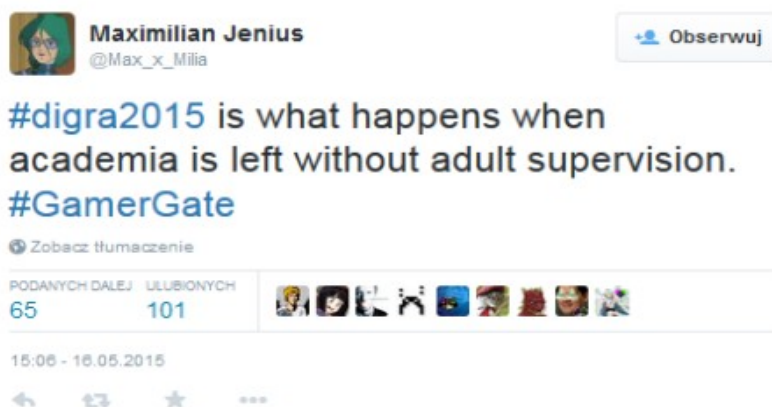 Maximilian Jenius
@Max_x_Milia
Obserwuj
#digra2015 is what happens when
academia is left without adult supervision.
#GamerGate
Zobacz tłumaczenie
PODANYCH DALEJ ULUBIONYCH
65 101
15:06 - 16.05.2015